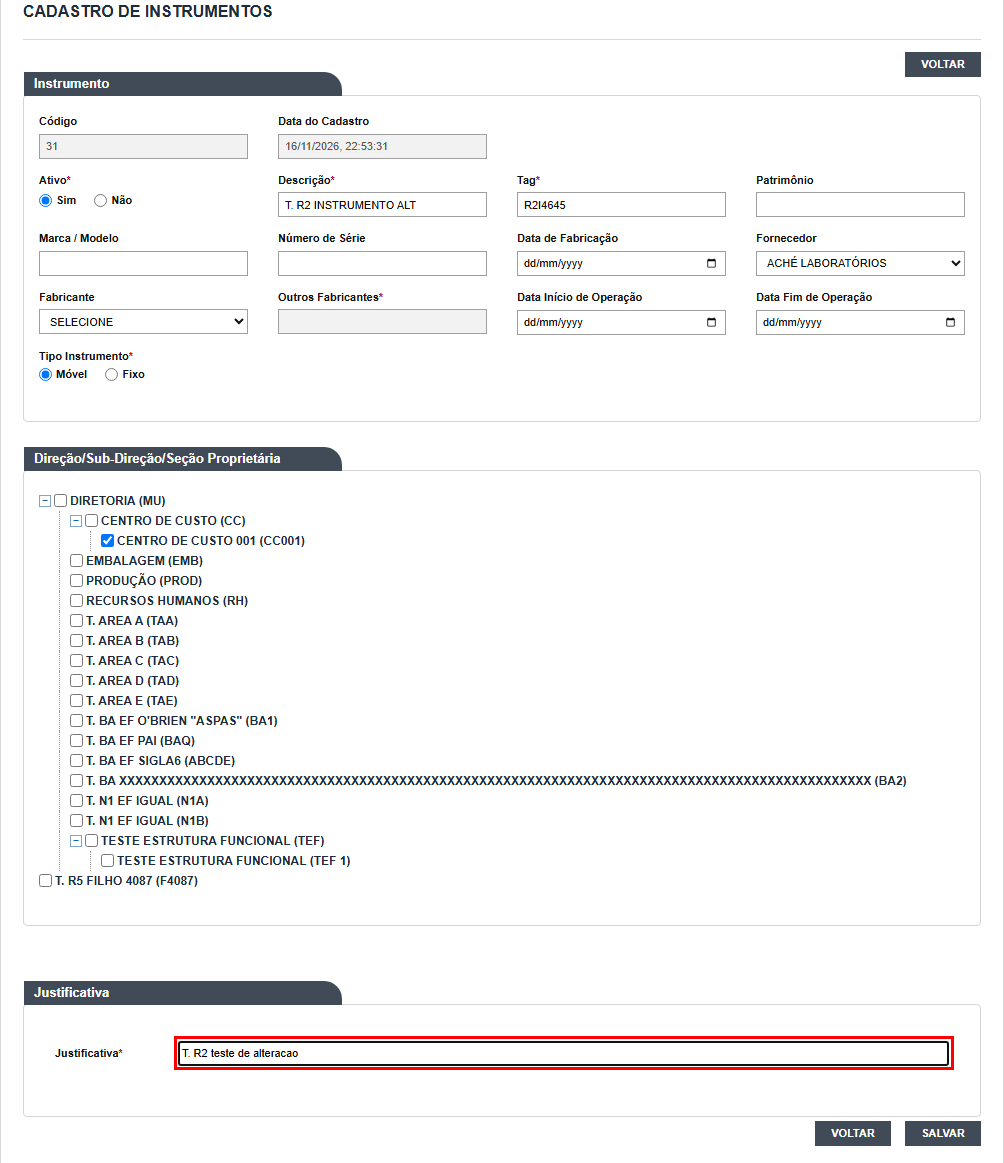 CADASTRO DE INSTRUMENTOS
VOLTAR
Instrumento
Código Data do Cadastro
31 16/11/2026, 22:53:31
Ativo* Descrição* Tag* Patrimônio
Sim Não T. R2 INSTRUMENTO ALT R2I4645
Marca / Modelo Número de Série Data de Fabricação Fornecedor
dd/mm/yyyy ACHÉ LABORATÓRIOS
Fabricante Outros Fabricantes* Data Início de Operação Data Fim de Operação
SELECIONE dd/mm/yyyy dd/mm/yyyy
Tipo Instrumento*
Móvel Fixo
Direção/Sub-Direção/Seção Proprietária
DIRETORIA (MU)
CENTRO DE CUSTO (CC)
CENTRO DE CUSTO 001 (CC001)
EMBALAGEM (EMB)
PRODUÇÃO (PROD)
RECURSOS HUMANOS (RH)
T. AREA A (TAA)
T. AREA B (TAB)
T. AREA C (TAC)
T. AREA D (TAD)
T. AREA E (TAE)
T. BA EF O'BRIEN "ASPAS" (BA1)
T. BA EF PAI (BAQ)
T. BA EF SIGLA6 (ABCDE)
T. BA XXXXXXXXXXXXXXXXXXXXXXXXXXXXXXXXXXXXXXXXXXXXXXXXXXXXXXXXXXXXXXXXXXXXXXXXXXXXXXXXXXXXXXXXXXXXXX (BA2)
T. N1 EF IGUAL (N1A)
T. N1 EF IGUAL (N1B)
TESTE ESTRUTURA FUNCIONAL (TEF)
TESTE ESTRUTURA FUNCIONAL (TEF 1)
T. R5 FILHO 4087 (F4087)
Justificativa
Justificativa* T. R2 teste de alteracao
VOLTAR SALVAR